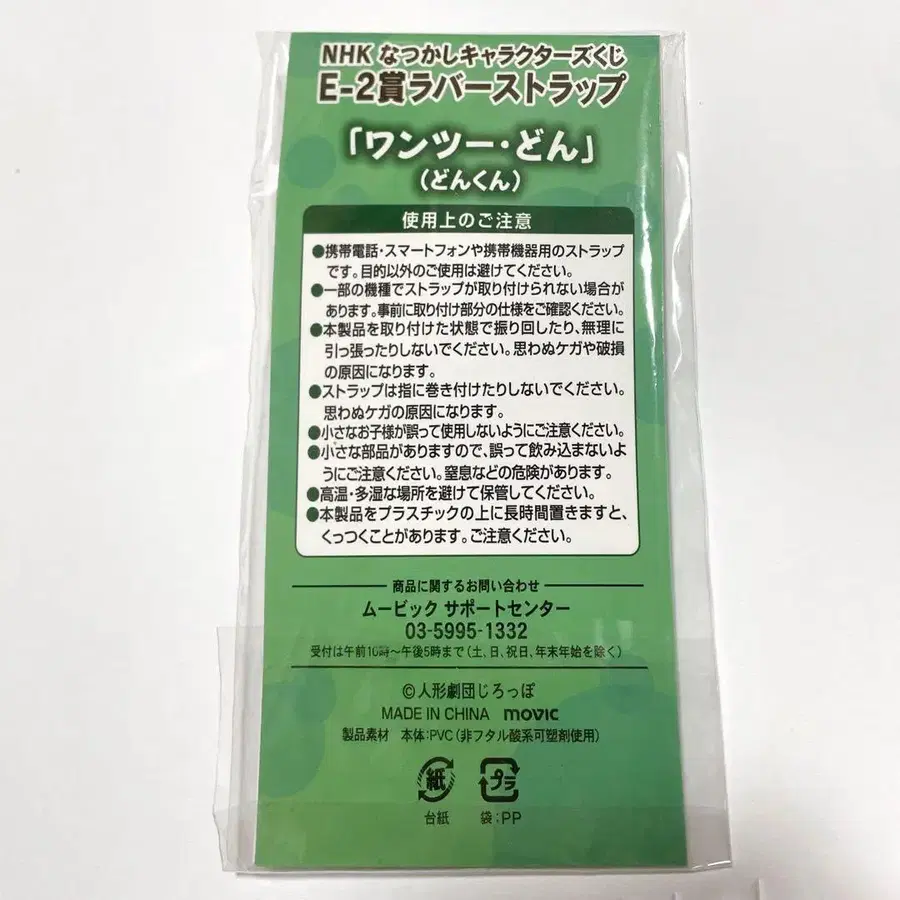 NHK なつかしキャラクターズくじ
E-2賞ラバーストラップ
「ワンツー・どん」
(どんくん)
使用上のご注意
●携帯電話・スマートフォンや携帯機器用のストラップ
です。目的以外のご使用は避けてください。
●一部の機種でストラップが取り付けられない場合が
あります。事前に取り付け部分の仕様をご確認ください。
●本製品を取り付けた状態で振り回したり、無理に
引っ張ったりしないでください。思わぬケガや破損
の原因になります。
●ストラップは指に巻き付けたりしないでください。
思わぬケガの原因になります。
●小さなお子様が誤って使用しないようにご注意ください。
●小さな部品がありますので、誤って飲み込まないよ
うにご注意ください。窒息などの危険があります。
●高温・多湿な場所を避けて保管してください。
●本製品をプラスチックの上に長時間置きますと、
くっつくことがあります。ご注意ください。
商品に関するお問い合わせ
ムービック サポートセンター
03-5995-1332
受付は午前10時〜午後5時まで(土、日、祝日、年末年始を除く)
©人形劇団じろっぽ
MADE IN CHINA movic
製品素材 本体:PVC(非フタル酸系可塑剤使用)
紙 プラ
台紙 袋:PP